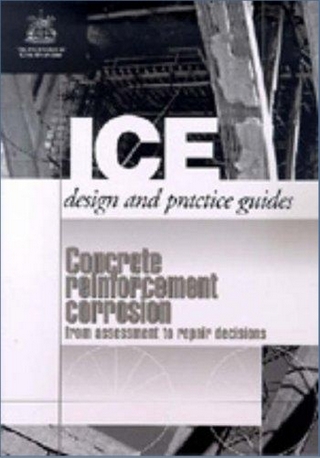 ICE
design and practice guides
Concrete
reinforcement
corrosion
from assessment to repair decisions